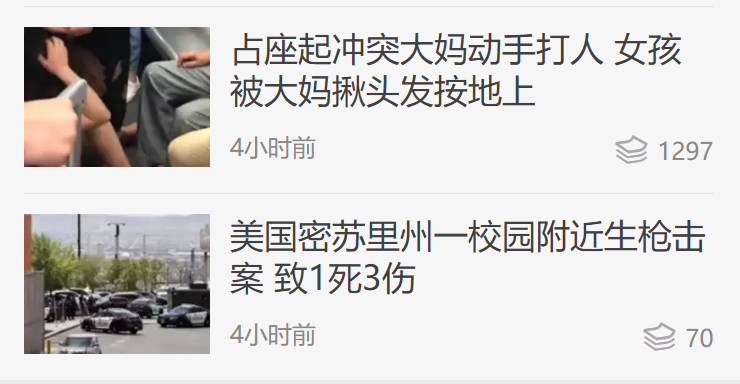 占座起冲突大妈动手打人 女孩
被大妈揪头发按地上
4小时前
1297
美国密苏里州一校园附近生枪击
案 致1死3伤
4小时前
70